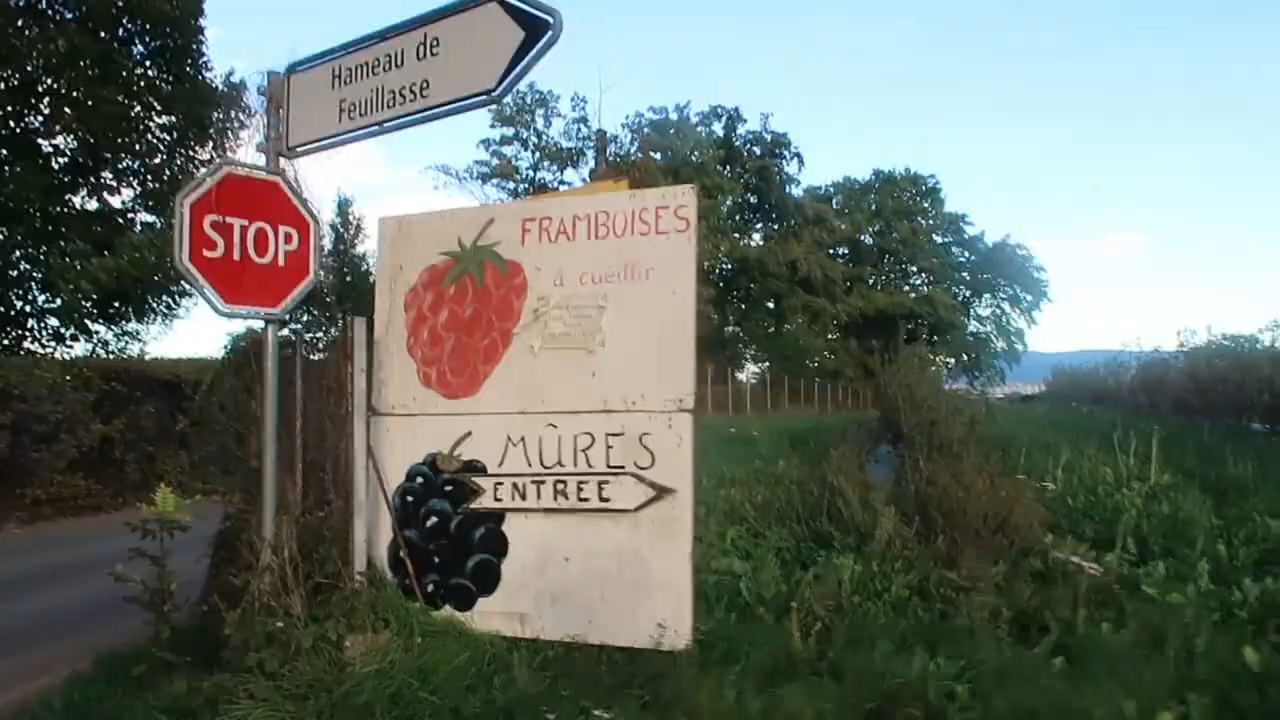 Hameau de
Feuillasse
STOP
FRAMBOISES
à cueillir
MÛRES
ENTREE